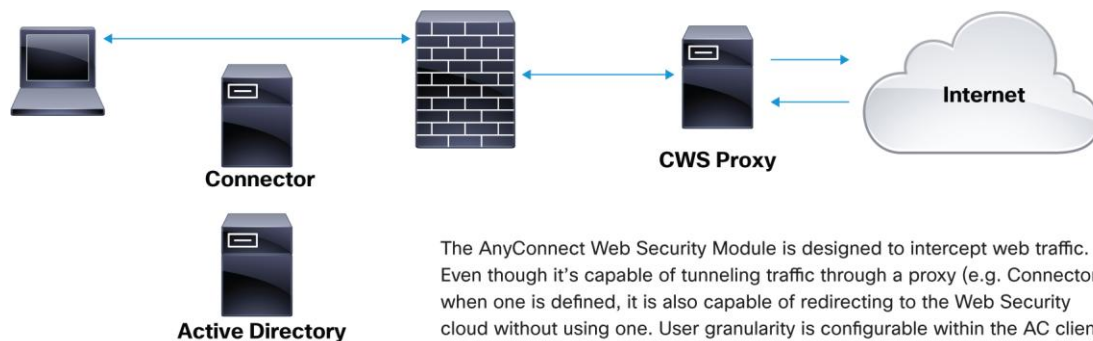 Internet
CWS Proxy
Connector
Active Directory
The AnyConnect Web Security Module is designed to intercept web traffic.
Even though it's capable of tunneling traffic through a proxy (e.g. Connector
when one is defined, it is also capable of redirecting to the Web Security
cloud without using one. User granularity is configurable within the AC clien